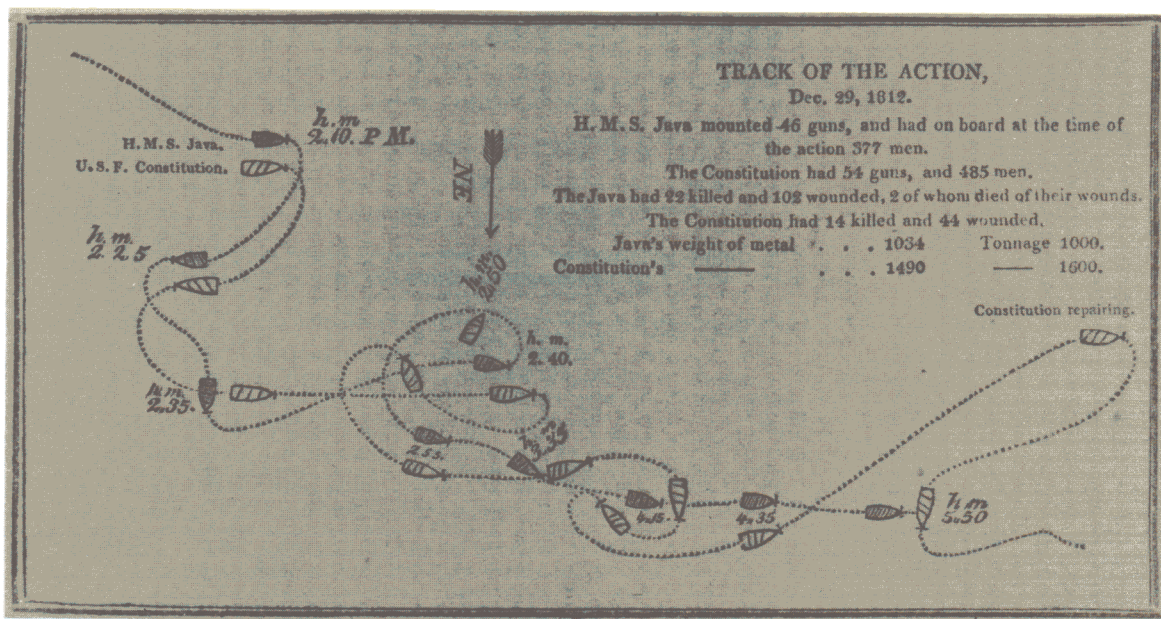 TRACK OF THE ACTION,
Dec. 29, 1812.
H. M. S. Java mounted 46 guns, and had on board at the time of
the action 377 men.
The Constitution had 54 guns, and 485 men.
The Java had 22 killed and 102 wounded, 2 of whom died of their wounds.
The Constitution had 14 killed and 44 wounded.
Java's weight of metal . . . 1034 Tonnage 1000.
Constitution's —— . . . 1490 — 1600.
h. m
2.10. P M.
H. M. S. Java.
U. S. F. Constitution.
NE
h. m.
2 2 5
h. m.
2.50
Constitution repairing.
h. m.
2. 40.
h. m.
2.35.
3.35
2 5 5.
4.15
4.35
h m
5.50